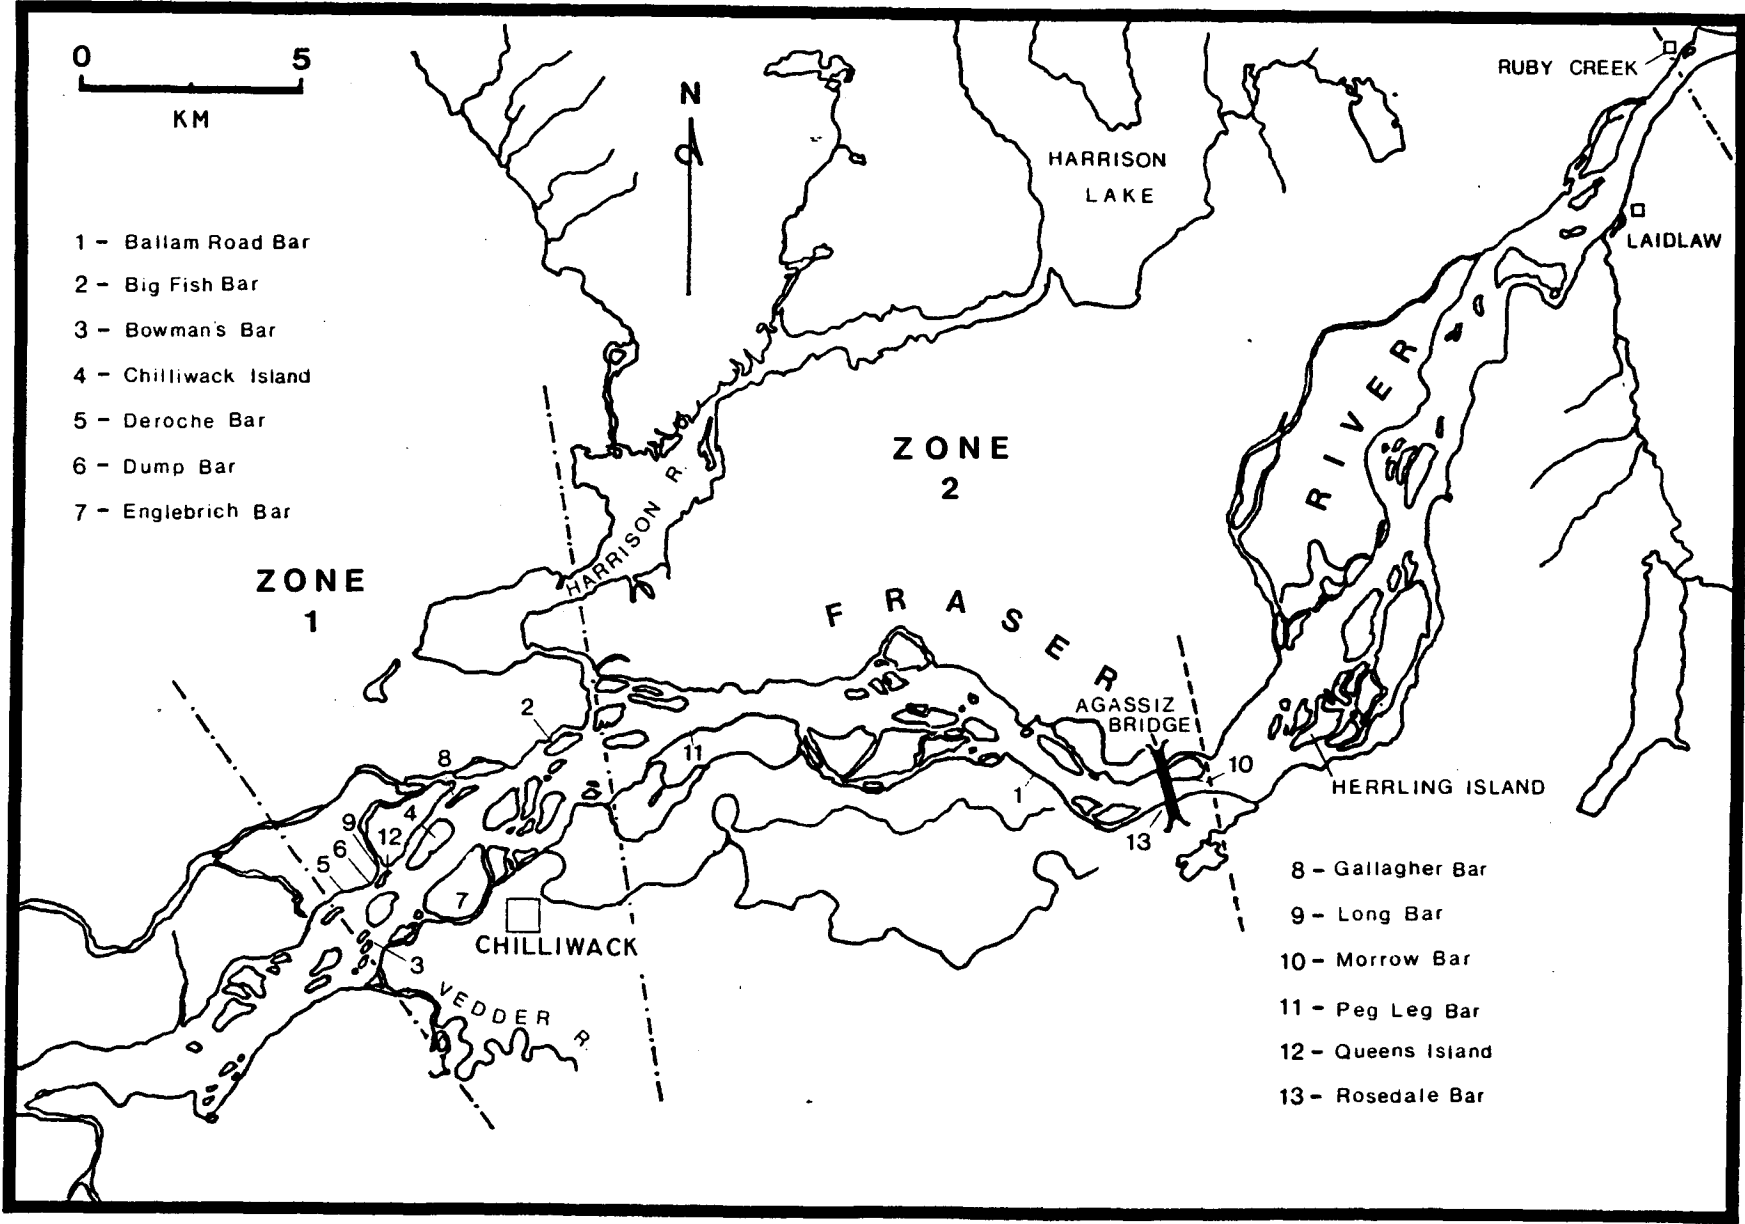 0 5
KM
N
RUBY CREEK
HARRISON
LAKE
LAIDLAW
1 - Ballam Road Bar
2 - Big Fish Bar
3 - Bowman's Bar
4 - Chilliwack Island
5 - Deroche Bar
6 - Dump Bar
7 - Englebrich Bar
ZONE
1
ZONE
2
HARRISON R.
FRASER RIVER
AGASSIZ
BRIDGE
2
8
11
10
1
HERRLING ISLAND
4
9
12
6
5
13
7
CHILLIWACK
3
VEDDER R.
8 - Gallagher Bar
9 - Long Bar
10 - Morrow Bar
11 - Peg Leg Bar
12 - Queens Island
13 - Rosedale Bar